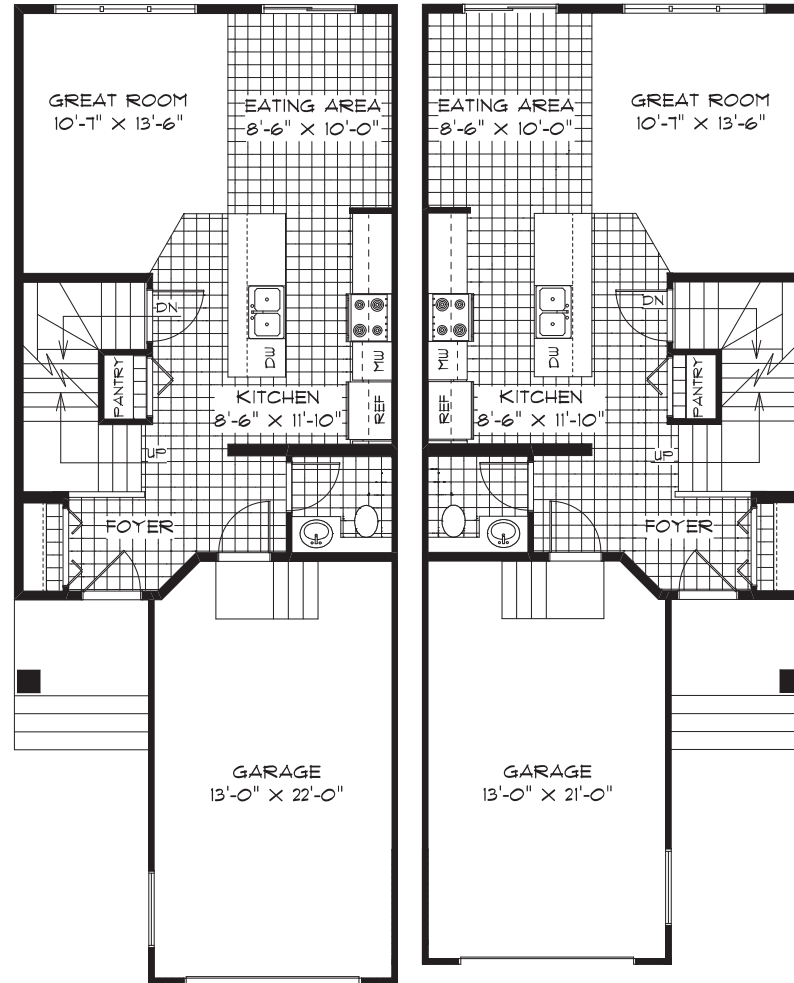 GREAT ROOM
10'-7" X 13'-6"
EATING AREA
8'-6" X 10'-0"
DN
PANTRY
DW
MW
REF
KITCHEN
8'-6" X 11'-10"
UP
FOYER
GARAGE
13'-0" X 22'-0"
EATING AREA
8'-6" X 10'-0"
GREAT ROOM
10'-7" X 13'-6"
DN
MW
DW
PANTRY
REF
KITCHEN
8'-6" X 11'-10"
UP
FOYER
GARAGE
13'-0" X 21'-0"